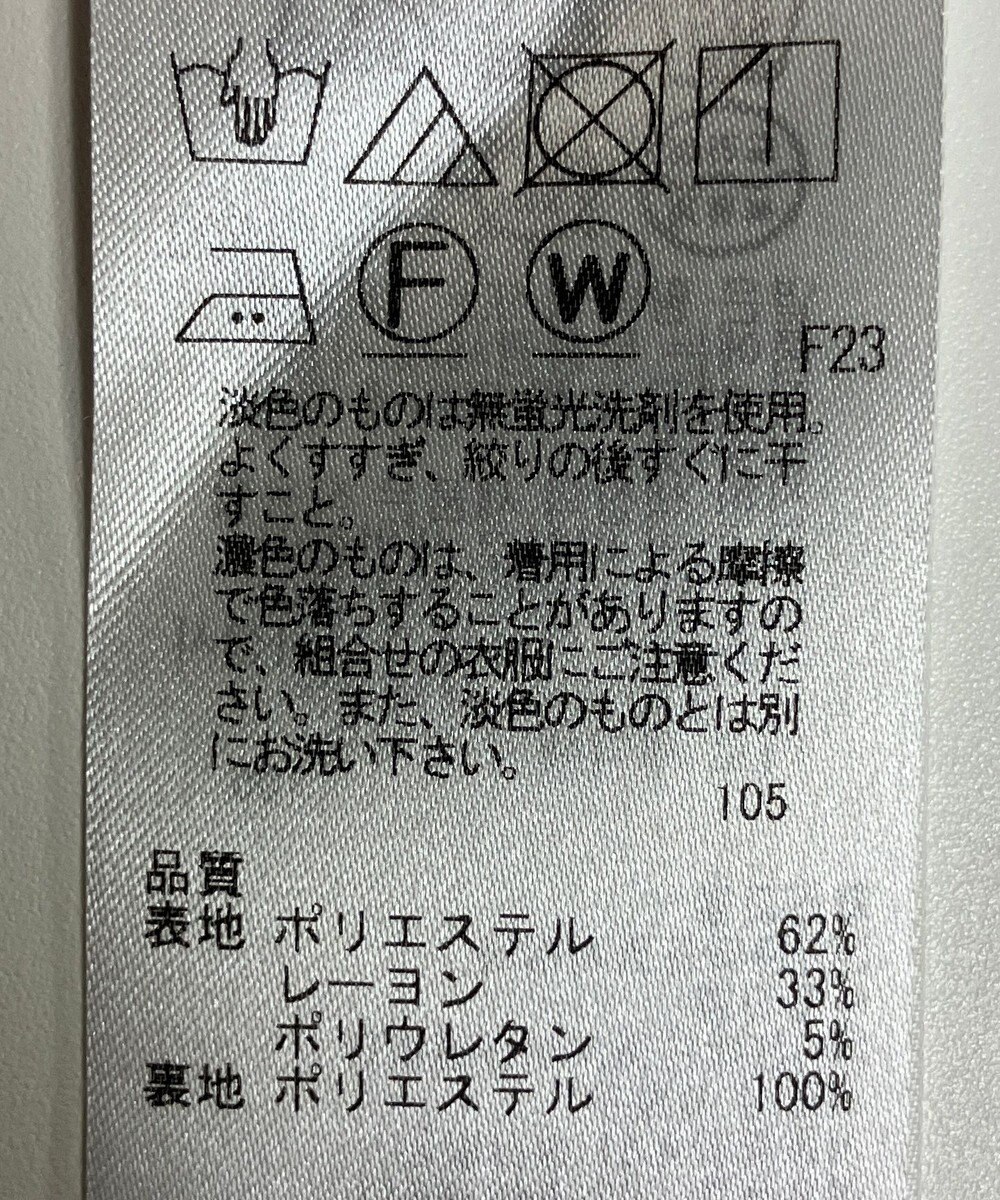 F W
F23
淡色のものは無蛍光洗剤を使用。
よくすすぎ、絞りの後すぐに干
すこと。
濃色のものは、着用による摩擦
で色落ちすることがありますの
で、組合せの衣服にご注意くだ
さい。また、淡色のものとは別
にお洗い下さい。
105
品質
表地 ポリエステル 62%
レーヨン 33%
ポリウレタン 5%
裏地 ポリエステル 100%